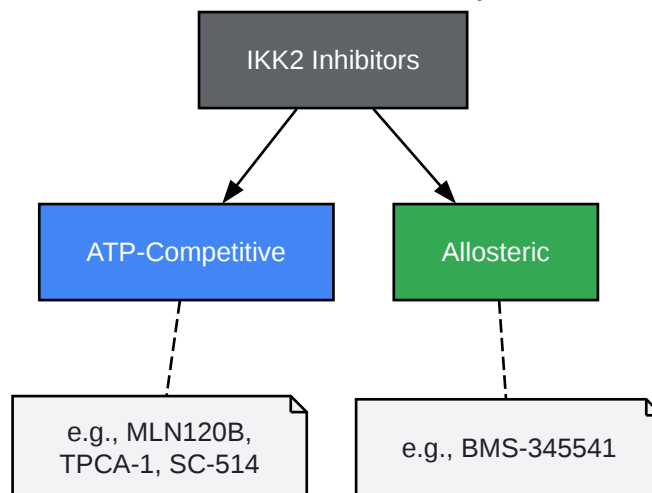 IKK2 Inhibitors
ATP-Competitive
Allosteric
e.g., MLN120B,
TPCA-1, SC-514
e.g., BMS-345541